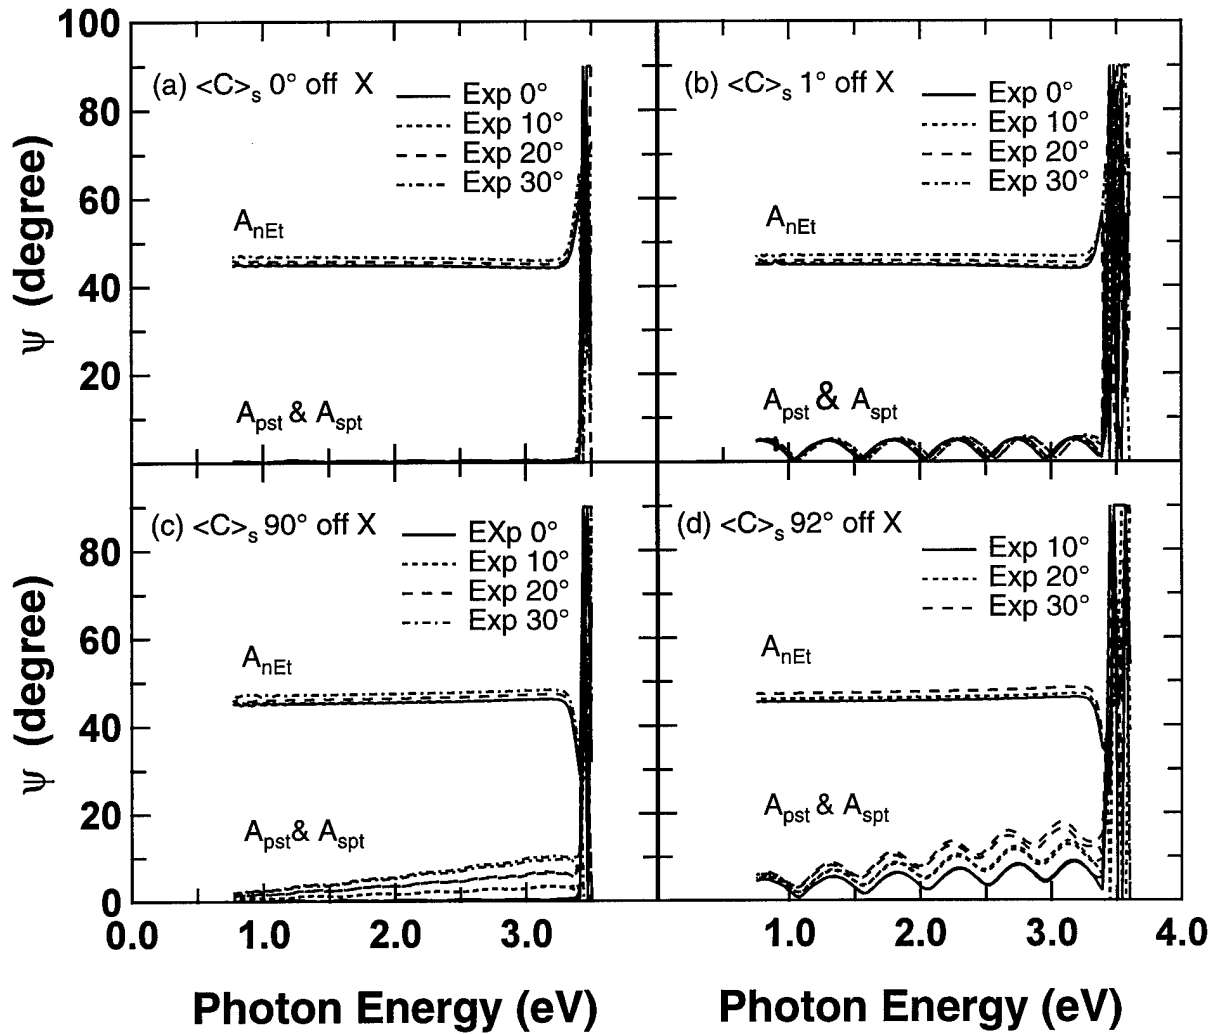 100
80
60
40
20
ψ (degree)
(a) <C>s 0° off X
Exp 0°
Exp 10°
Exp 20°
Exp 30°
AnEt
Apst & Aspt
(b) <C>s 1° off X
Exp 0°
Exp 10°
Exp 20°
Exp 30°
AnEt
Apst & Aspt
80
60
40
20
0
ψ (degree)
(c) <C>s 90° off X
EXp 0°
Exp 10°
Exp 20°
Exp 30°
AnEt
Apst & Aspt
(d) <C>s 92° off X
Exp 10°
Exp 20°
Exp 30°
AnEt
Apst & Aspt
0.0 1.0 2.0 3.0
1.0 2.0 3.0 4.0
Photon Energy (eV)
Photon Energy (eV)